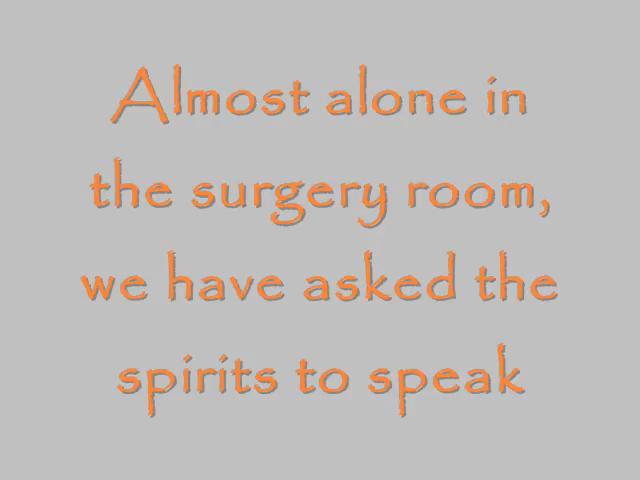 Almost alone in
the surgery room,
we have asked the
spirits to speak